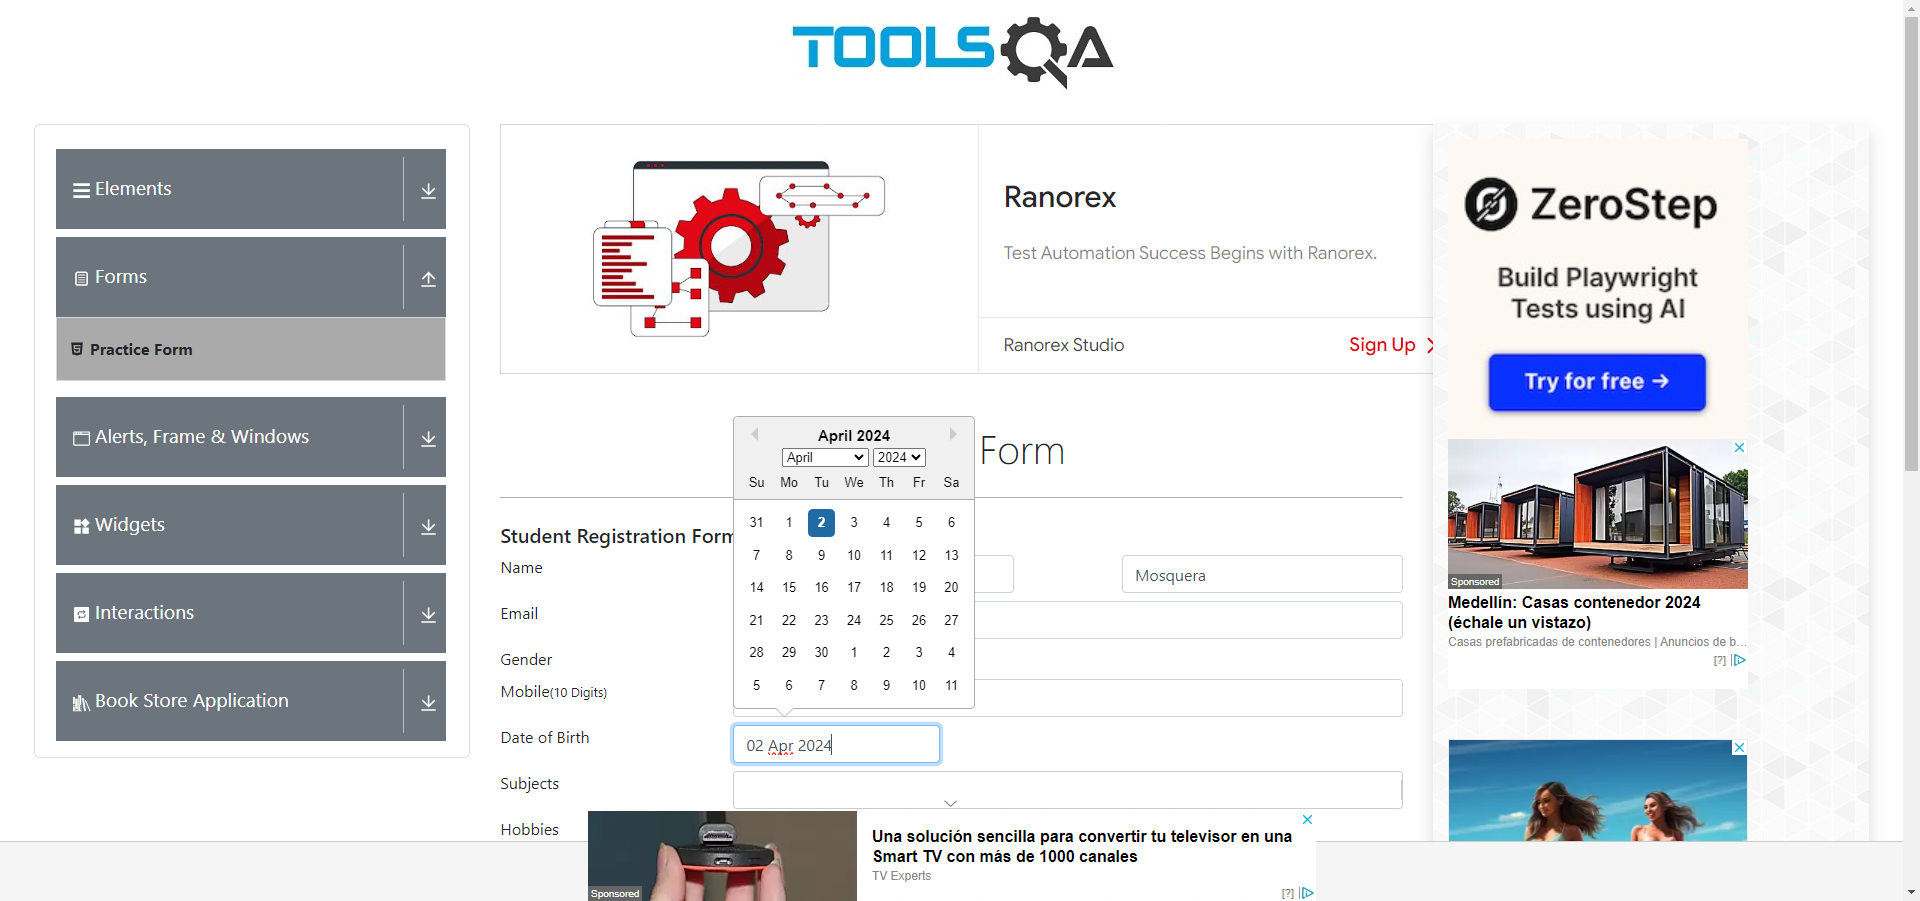 TOOLSQA
Elements
Forms
Practice Form
Alerts, Frame & Windows
Widgets
Interactions
Book Store Application
Ranorex
Test Automation Success Begins with Ranorex.
Ranorex Studio
Sign Up
Form
Student Registration Form
Name
Mosquera
Email
Gender
Mobile(10 Digits)
Date of Birth
02 Apr 2024
Subjects
Hobbies
April 2024
April 2024
Su Mo Tu We Th Fr Sa
31 1 2 3 4 5 6
7 8 9 10 11 12 13
14 15 16 17 18 19 20
21 22 23 24 25 26 27
28 29 30 1 2 3 4
5 6 7 8 9 10 11
ZeroStep
Build Playwright
Tests using AI
Try for free →
Sponsored
Medellín: Casas contenedor 2024
(échale un vistazo)
Casas prefabricadas de contenedores | Anuncios de b...
[?]
Sponsored
Una solución sencilla para convertir tu televisor en una
Smart TV con más de 1000 canales
TV Experts
[?]